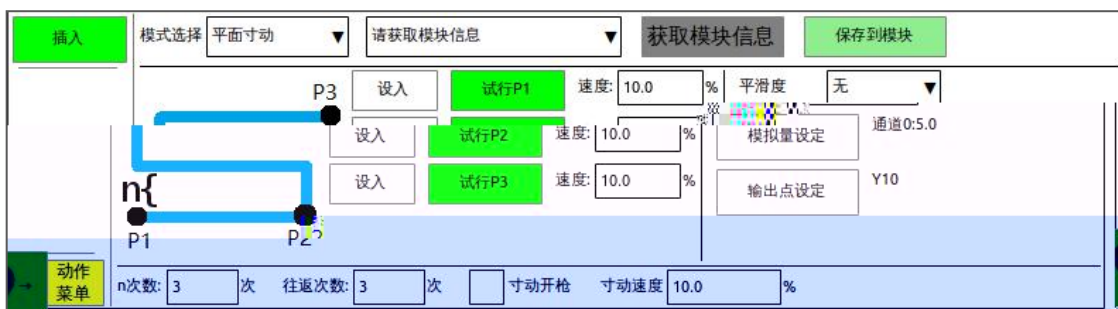 插入 模式选择 平面寸动 请获取模块信息 获取模块信息 保存到模块
P3 设入 试行P1 速度: 10.0 % 平滑度 无
设入 试行P2 速度: 10.0 % 模拟量设定 通道0:5.0
n{ 设入 试行P3 速度: 10.0 % 输出点设定 Y10
P1 P2
动作菜单 n次数: 3 次 往返次数: 3 次 寸动开枪 寸动速度 10.0 %